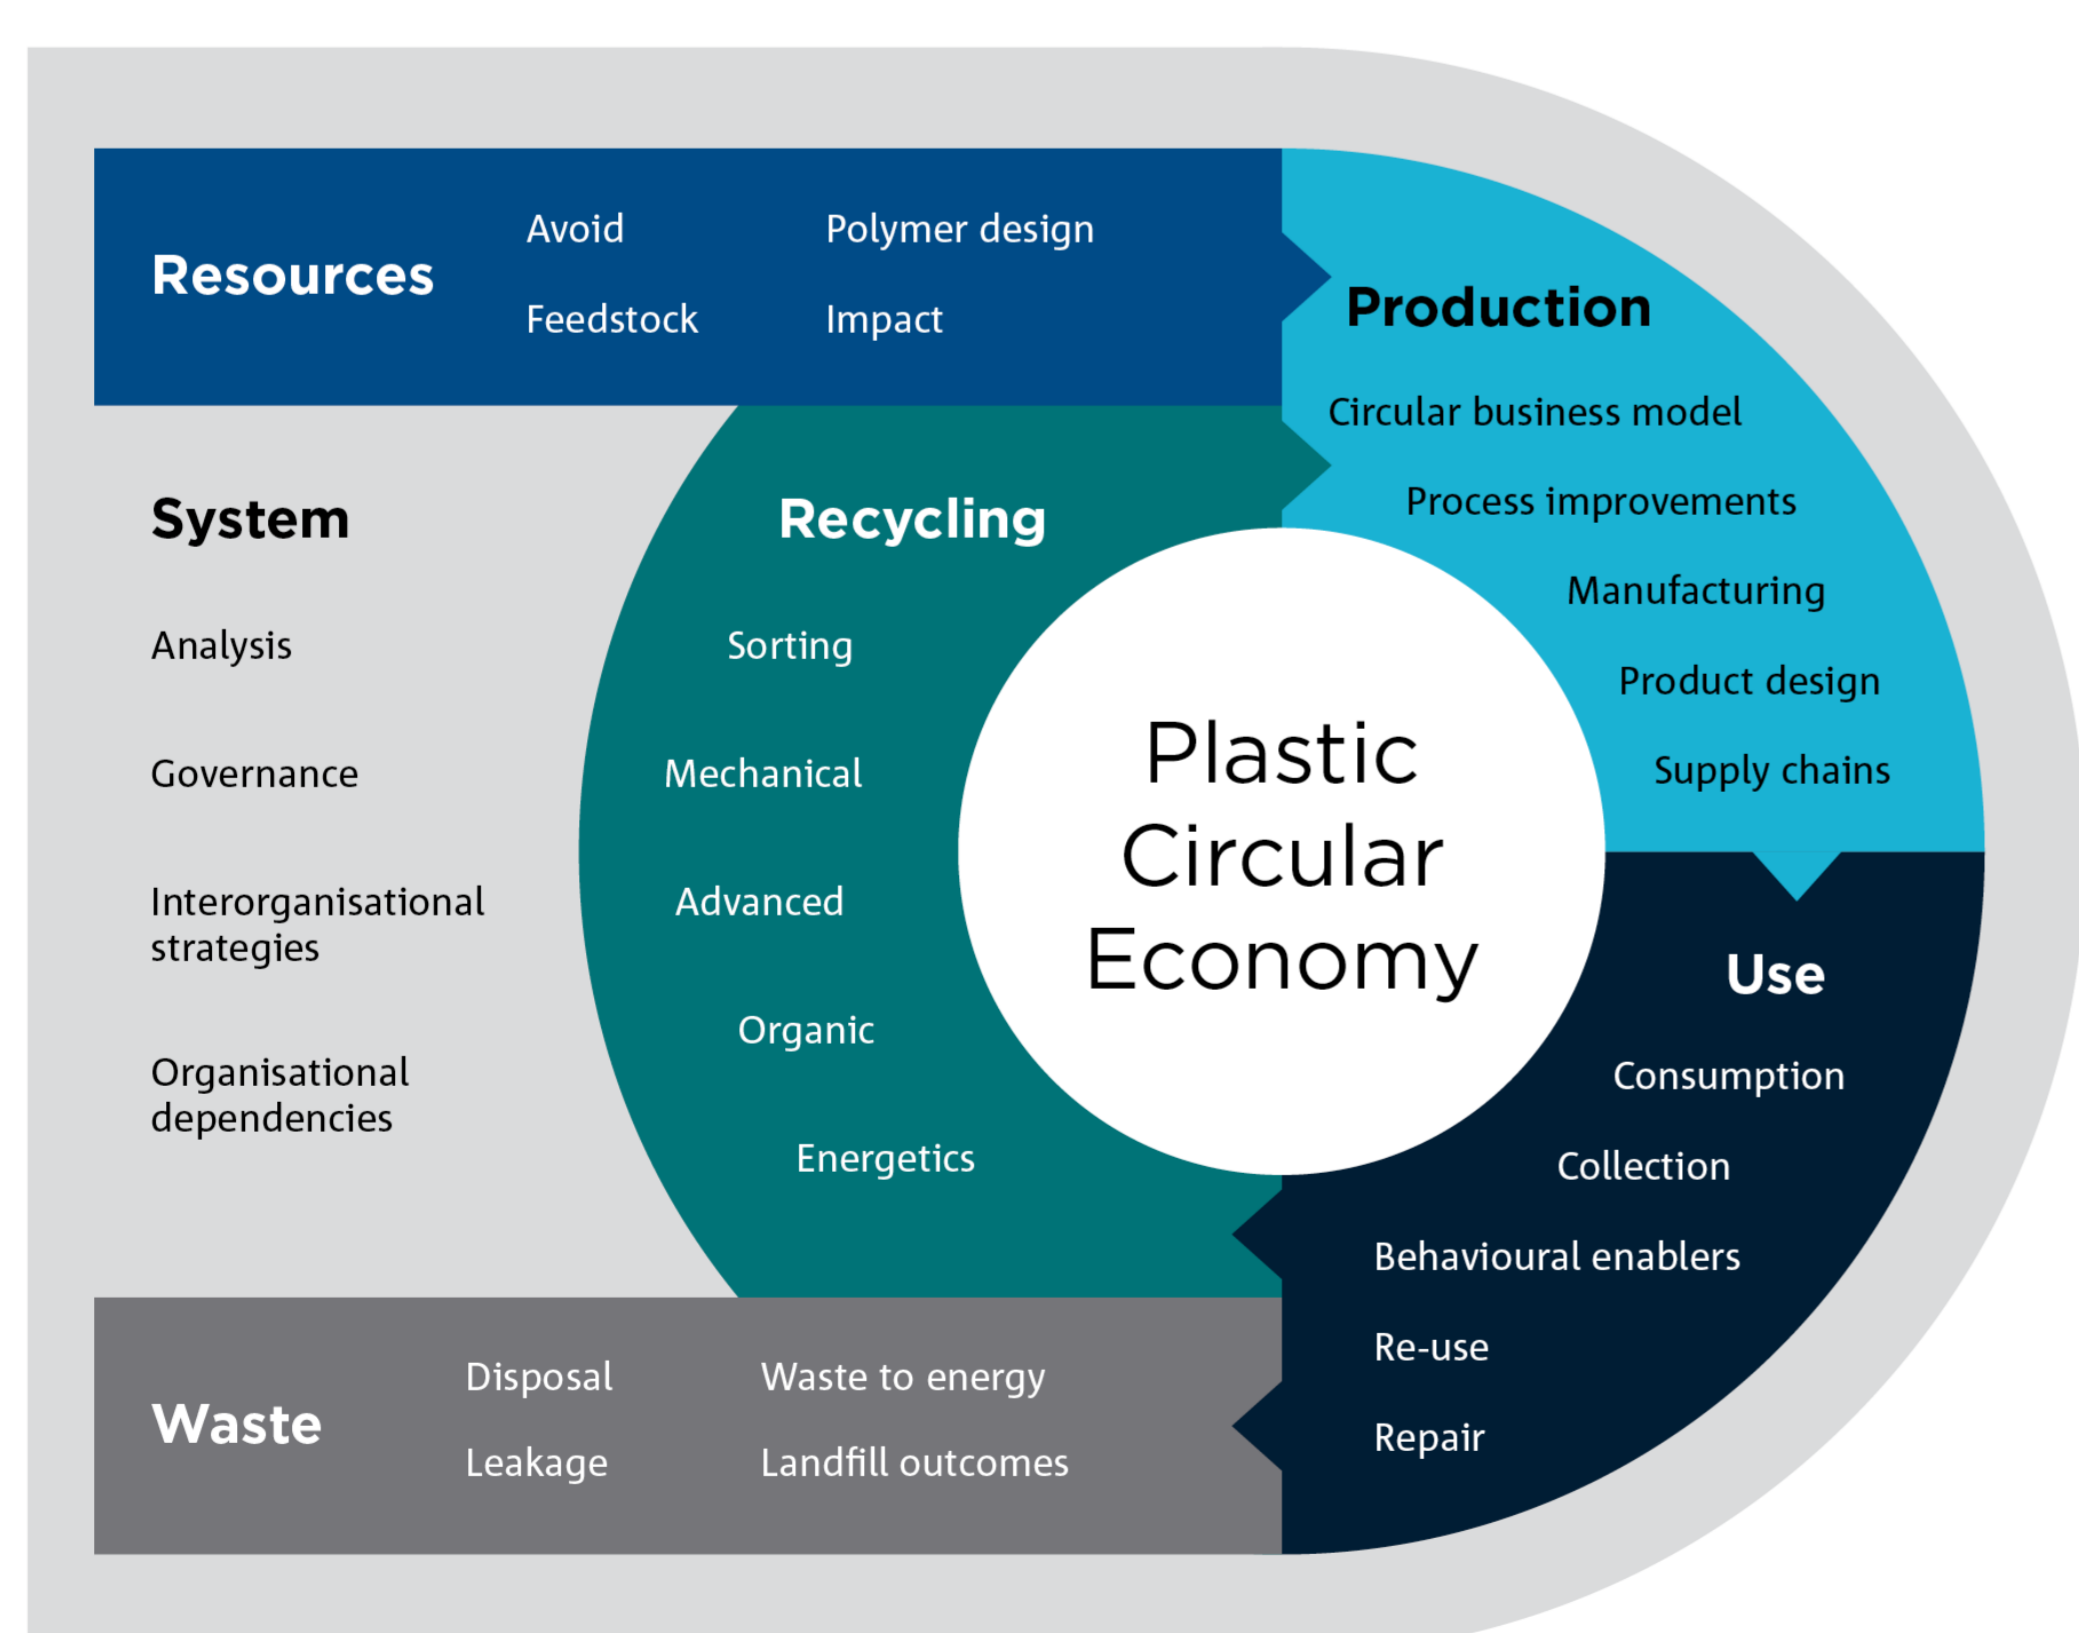 Resources
Avoid
Feedstock
Polymer design
Impact
Production
Circular business model
Process improvements
Manufacturing
Product design
Supply chains
Use
Consumption
Collection
Behavioural enablers
Re-use
Repair
Recycling
Sorting
Mechanical
Advanced
Organic
Energetics
Plastic
Circular
Economy
System
Analysis
Governance
Interorganisational
strategies
Organisational
dependencies
Waste
Disposal
Leakage
Waste to energy
Landfill outcomes